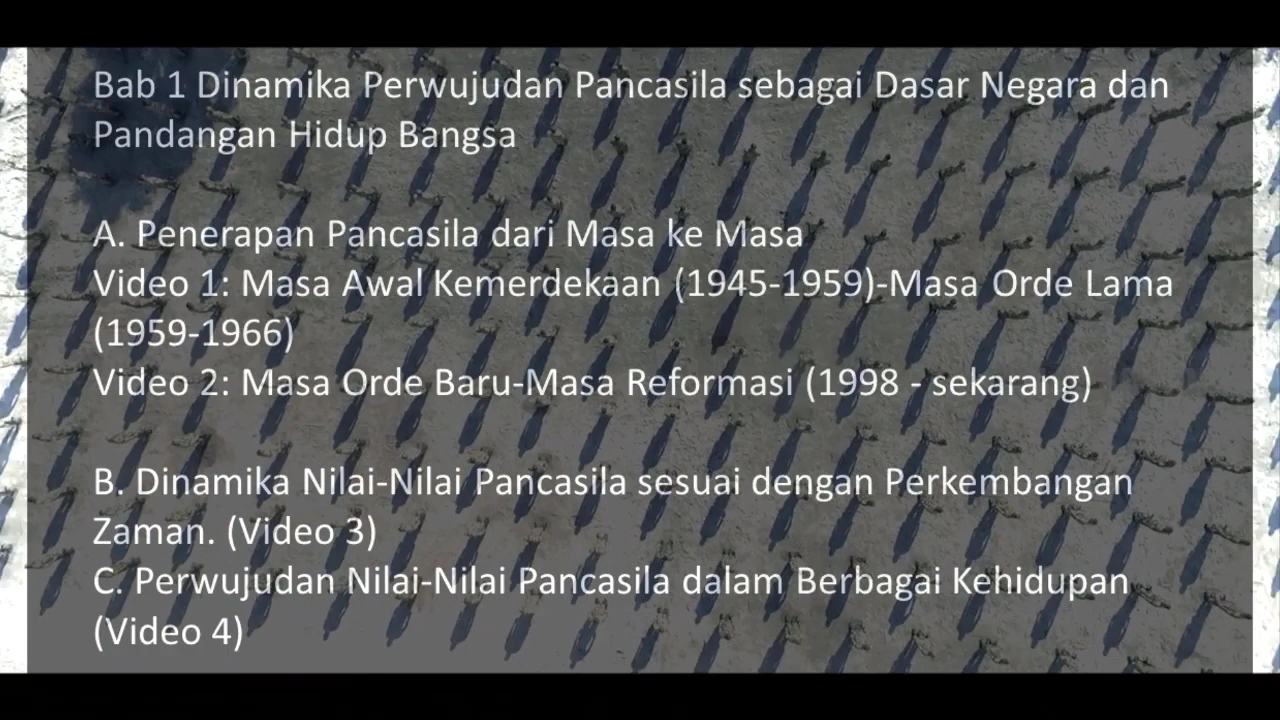 Bab 1 Dinamika Perwujudan Pancasila sebagai Dasar Negara dan
Pandangan Hidup Bangsa
A. Penerapan Pancasila dari Masa ke Masa
Video 1: Masa Awal Kemerdekaan (1945-1959)-Masa Orde Lama
(1959-1966)
Video 2: Masa Orde Baru-Masa Reformasi (1998 - sekarang)
B. Dinamika Nilai-Nilai Pancasila sesuai dengan Perkembangan
Zaman. (Video 3)
C. Perwujudan Nilai-Nilai Pancasila dalam Berbagai Kehidupan
(Video 4)